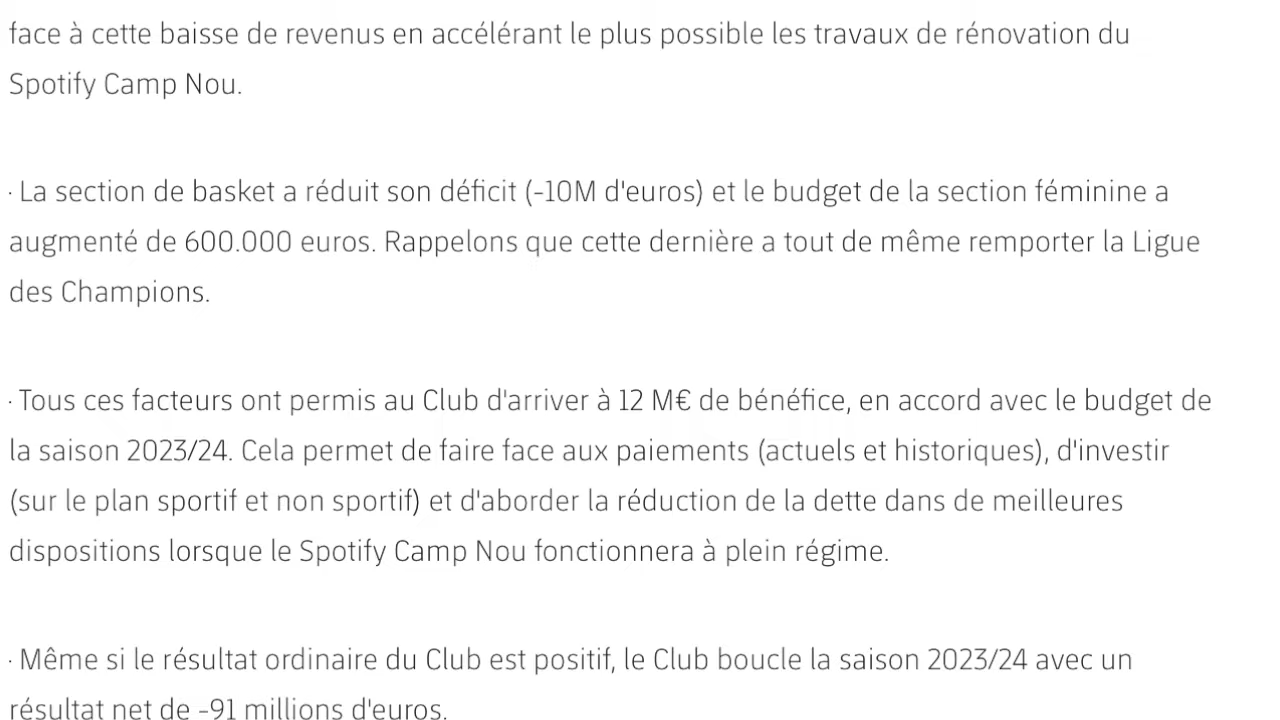 face à cette baisse de revenus en accélérant le plus possible les travaux de rénovation du
Spotify Camp Nou.
· La section de basket a réduit son déficit (-10M d'euros) et le budget de la section féminine a
augmenté de 600.000 euros. Rappelons que cette dernière a tout de même remporter la Ligue
des Champions.
· Tous ces facteurs ont permis au Club d'arriver à 12 M€ de bénéfice, en accord avec le budget de
la saison 2023/24. Cela permet de faire face aux paiements (actuels et historiques), d'investir
(sur le plan sportif et non sportif) et d'aborder la réduction de la dette dans de meilleures
dispositions lorsque le Spotify Camp Nou fonctionnera à plein régime.
· Même si le résultat ordinaire du Club est positif, le Club boucle la saison 2023/24 avec un
résultat net de -91 millions d'euros.